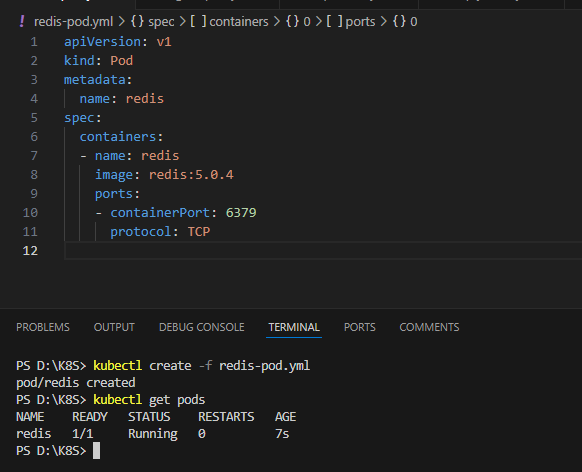 ! redis-pod.yml > {} spec > [ ] containers > {} 0 > [ ] ports > {} 0
1 apiVersion: v1
2 kind: Pod
3 metadata:
4   name: redis
5 spec:
6   containers:
7   - name: redis
8     image: redis:5.0.4
9     ports:
10     - containerPort: 6379
11       protocol: TCP
12
PROBLEMS OUTPUT DEBUG CONSOLE TERMINAL PORTS COMMENTS
PS D:\K8S> kubectl create -f redis-pod.yml
pod/redis created
PS D:\K8S> kubectl get pods
NAME    READY   STATUS    RESTARTS   AGE
redis   1/1     Running   0          7s
PS D:\K8S>